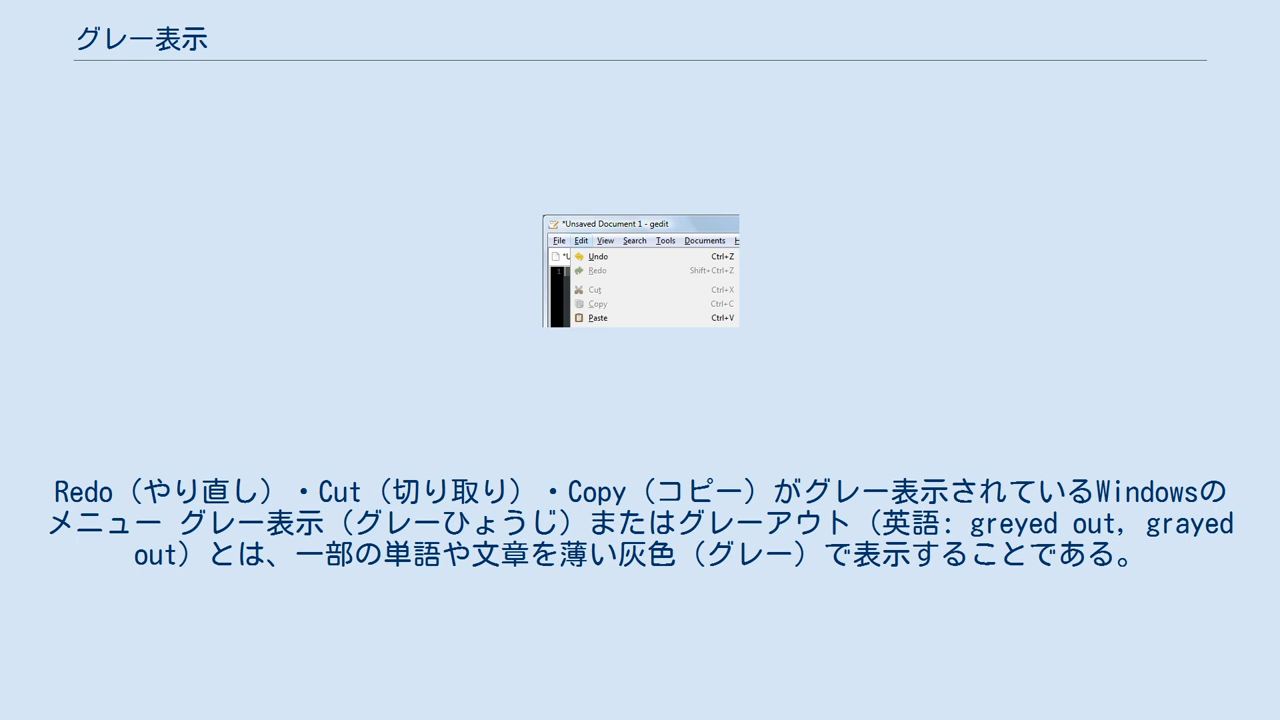 グレー表示
*Unsaved Document 1 - gedit
File Edit View Search Tools Documents
*U
1
Undo Ctrl+Z
Redo Shift+Ctrl+Z
Cut Ctrl+X
Copy Ctrl+C
Paste Ctrl+V
Redo（やり直し）・Cut（切り取り）・Copy（コピー）がグレー表示されているWindowsの
メニュー グレー表示（グレーひょうじ）またはグレーアウト（英語: greyed out, grayed
out）とは、一部の単語や文章を薄い灰色（グレー）で表示することである。